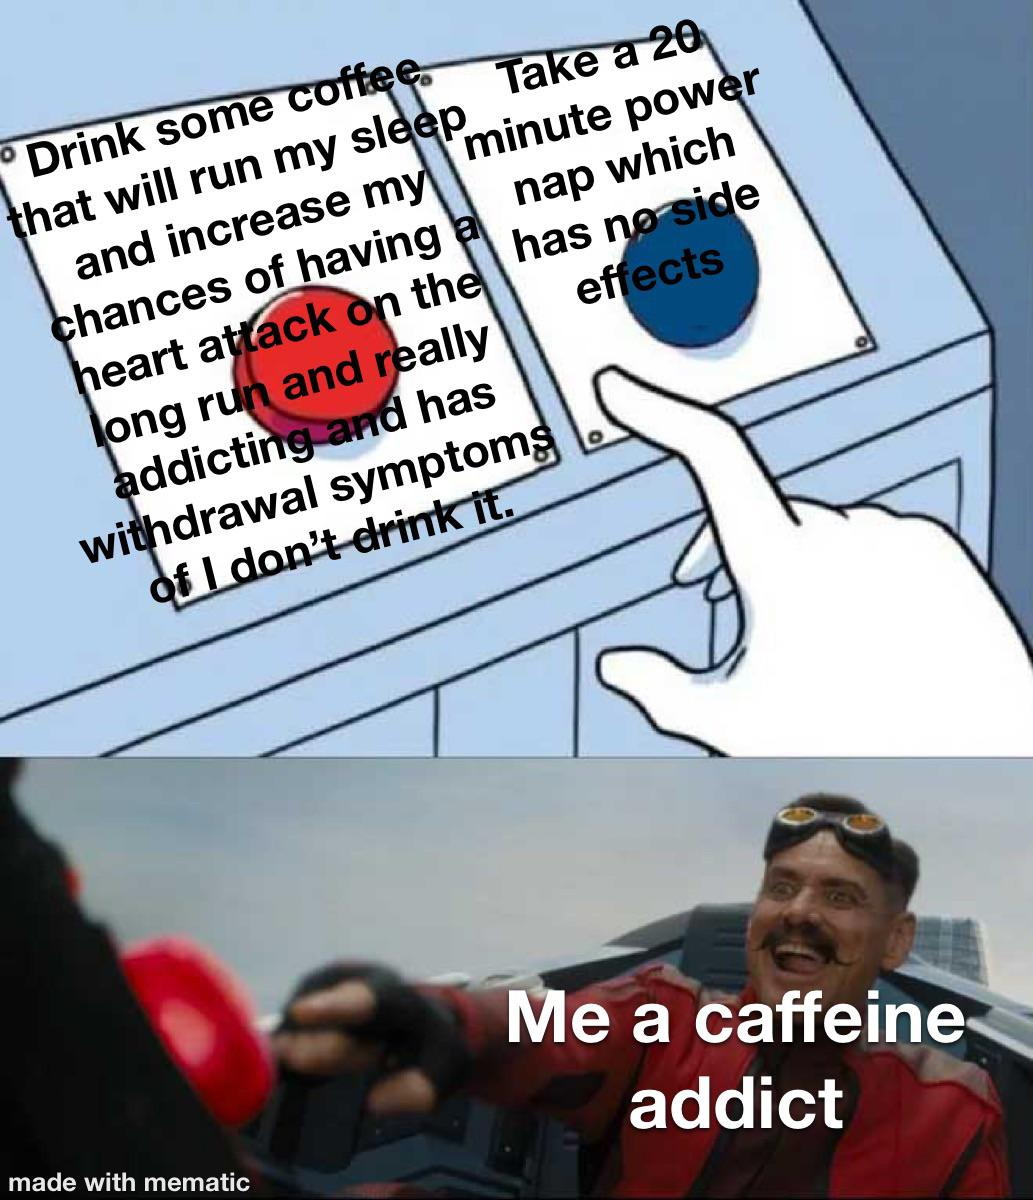 Drink some coffee
that will run my sleep
and increase my
chances of having a
heart attack on the
long run and really
addicting and has
withdrawal symptoms
of I don't drink it.
Take a 20
minute power
nap which
has no side
effects
Me a caffeine
addict
made with mematic